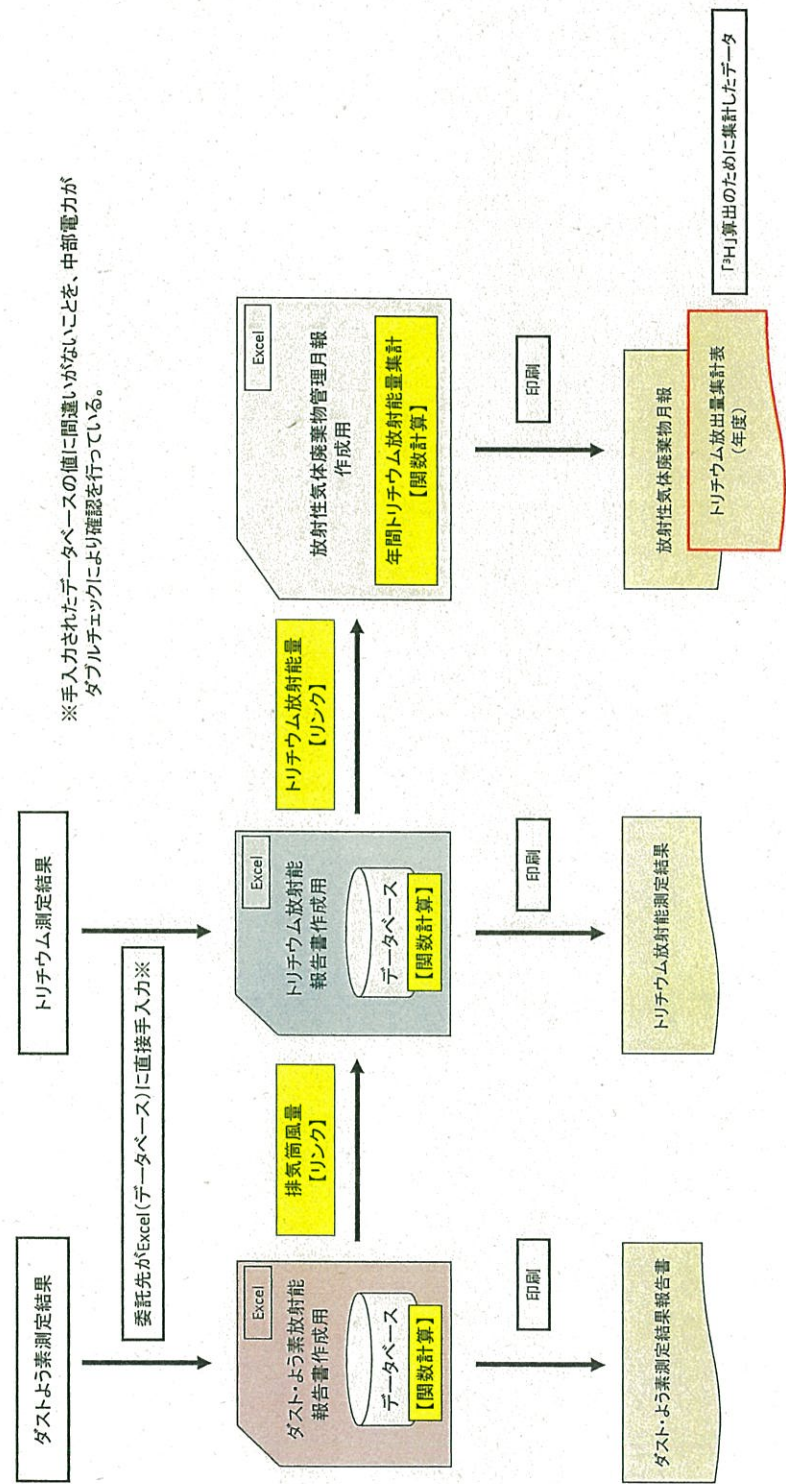 ※手入力されたデータベースの値に間違いがないことを、中部電力が
ダブルチェックにより確認を行っている。
ダストよう素測定結果
トリチウム測定結果
委託先がExcel(データベース)に直接手入力※
Excel
ダスト・よう素放射能
報告書作成用
データベース
【関数計算】
排気筒風量
【リンク】
Excel
トリチウム放射能
報告書作成用
データベース
【関数計算】
トリチウム放射能量
【リンク】
Excel
放射性気体廃棄物管理月報
作成用
年間トリチウム放射能量集計
【関数計算】
印刷
印刷
印刷
ダスト・よう素測定結果報告書
トリチウム放射能測定結果
放射性気体廃棄物月報
トリチウム放出量集計表
(年度)
「³H」算出のために集計したデータ